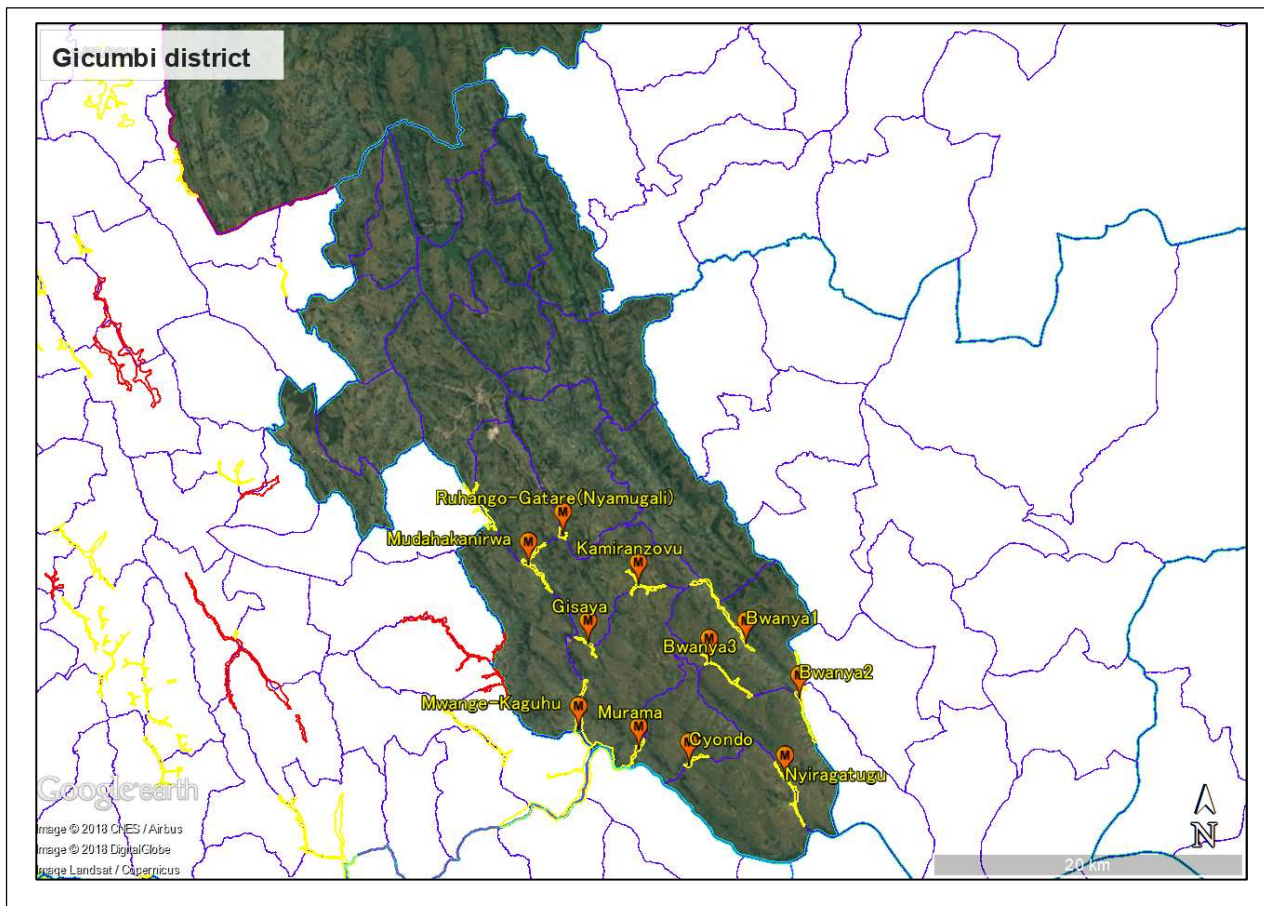 Gicumbi district
Ruhango-Gatare(Nyamugali)
M
Mudahakanirwa
M
Kamiranzovu
M
Gisaya
M
Bwanya1
Bwanya3
M
Bwanya2
Mwange-Kaguhu
M
Murama
M
Cyondo
M
Nyiragatugu
M
Google earth
Image © 2018 CNES / Airbus
Image © 2018 DigitalGlobe
Image Landsat / Copernicus
N
20 km